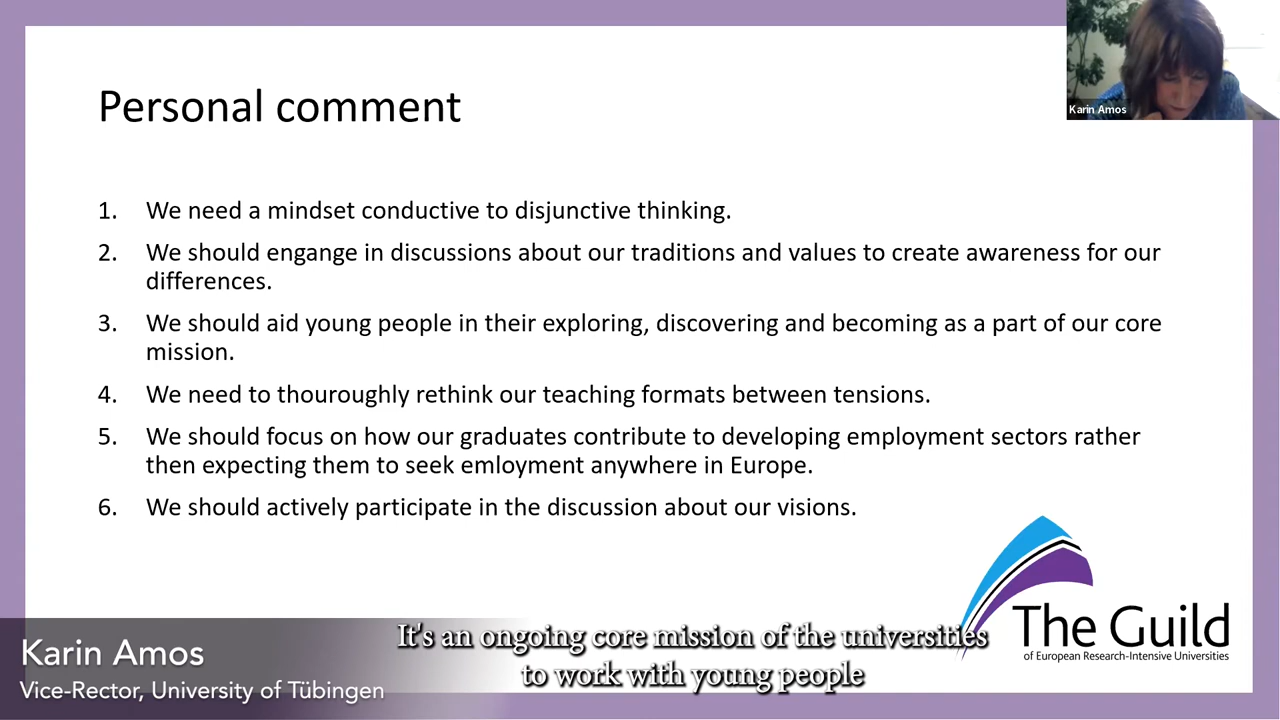 Personal comment
Karin Amos
1. We need a mindset conductive to disjunctive thinking.
2. We should engange in discussions about our traditions and values to create awareness for our
differences.
3. We should aid young people in their exploring, discovering and becoming as a part of our core
mission.
4. We need to thouroughly rethink our teaching formats between tensions.
5. We should focus on how our graduates contribute to developing employment sectors rather
then expecting them to seek emloyment anywhere in Europe.
6. We should actively participate in the discussion about our visions.
The Guild
of European Research-Intensive Universities
Karin Amos
Vice-Rector, University of Tübingen
It's an ongoing core mission of the universities
to work with young people